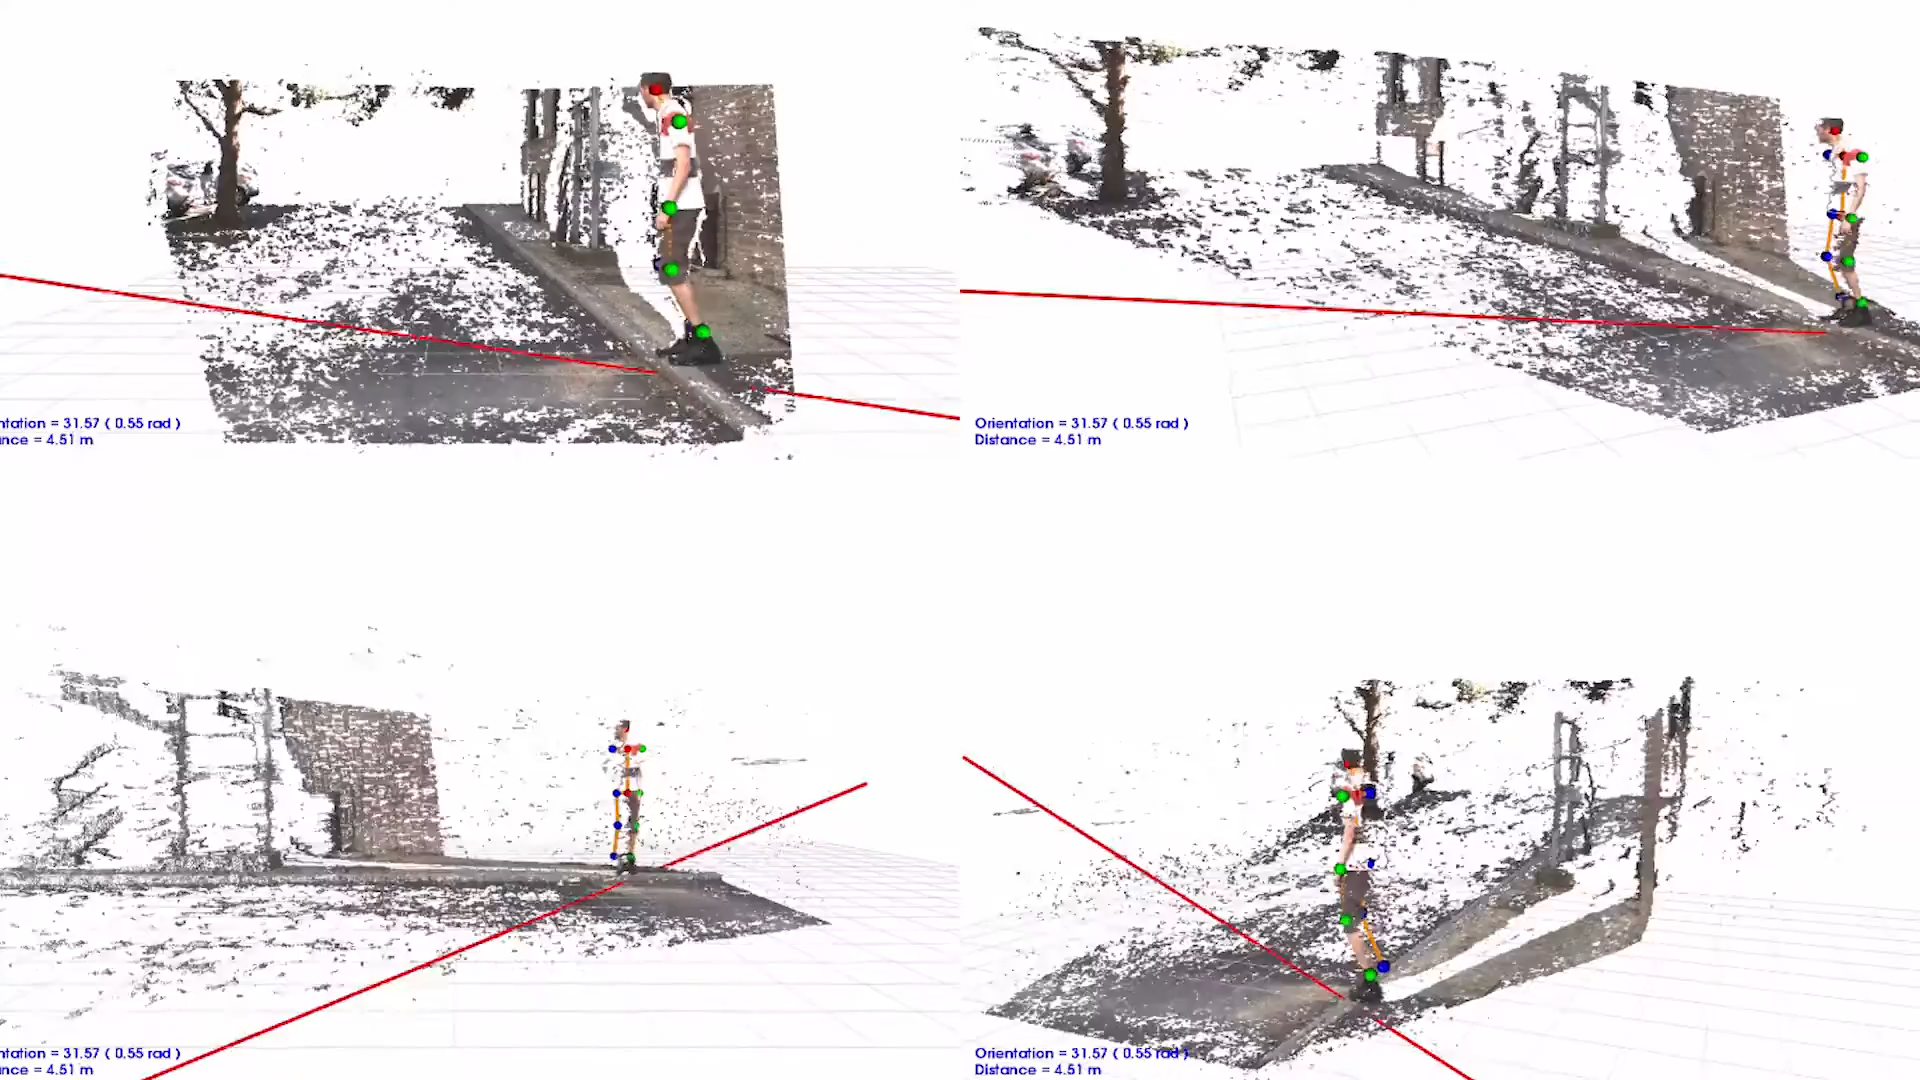 ntation = 31.57 ( 0.55 rad )
nce = 4.51 m
Orientation = 31.57 ( 0.55 rad )
Distance = 4.51 m
ntation = 31.57 ( 0.55 rad )
nce = 4.51 m
Orientation = 31.57 ( 0.55 rad )
Distance = 4.51 m